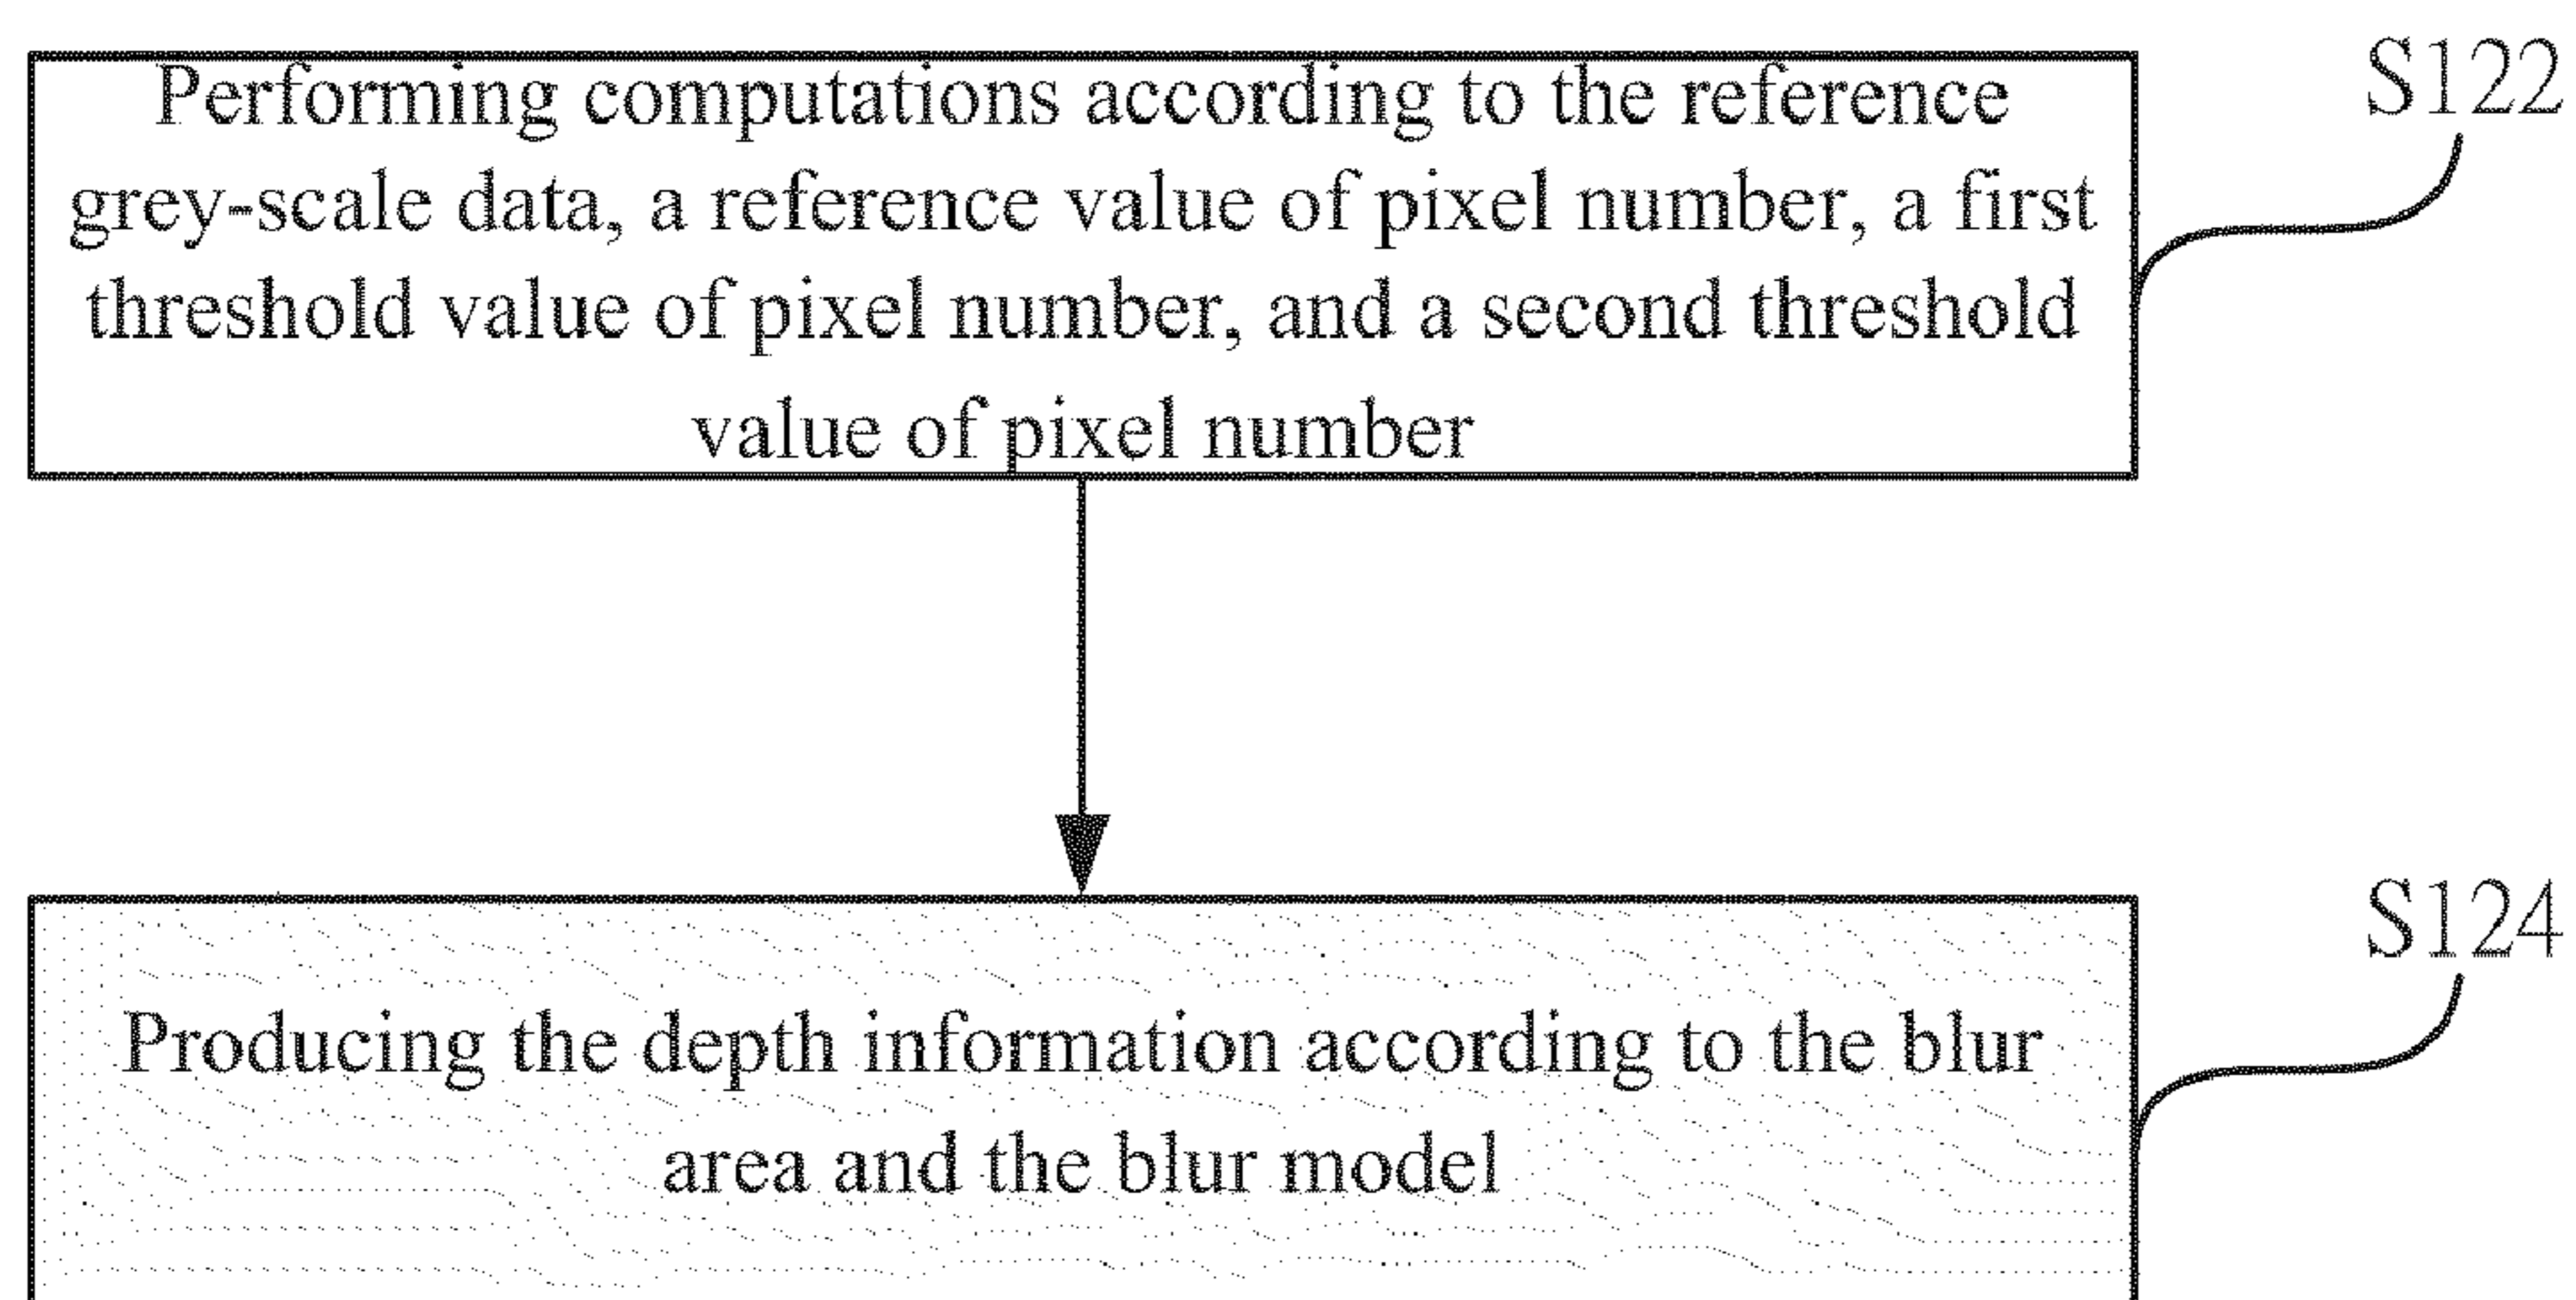 Performing computations according to the reference
grey-scale data, a reference value of pixel number, a first
threshold value of pixel number, and a second threshold
value of pixel number
S122
Producing the depth information according to the blur
area and the blur model
S124